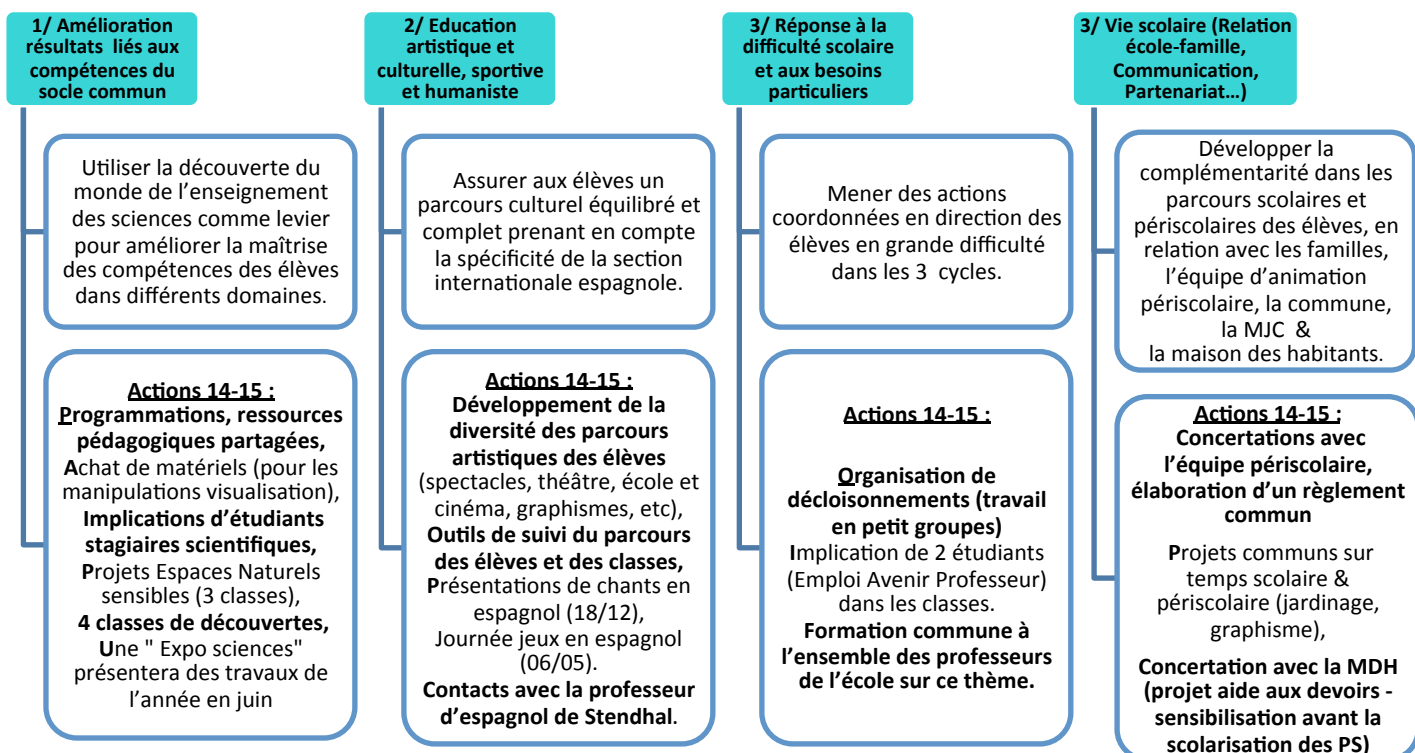 1/ Amélioration
résultats liés aux
compétences du
socle commun
Utiliser la découverte du
monde de l'enseignement
des sciences comme levier
pour améliorer la maîtrise
des compétences des élèves
dans différents domaines.
Actions 14-15 :
Programmations, ressources
pédagogiques partagées,
Achat de matériels (pour les
manipulations visualisation),
Implications d'étudiants
stagiaires scientifiques,
Projets Espaces Naturels
sensibles (3 classes),
4 classes de découvertes,
Une " Expo sciences"
présentera des travaux de
l'année en juin
2/ Education
artistique et
culturelle, sportive
et humaniste
Assurer aux élèves un
parcours culturel équilibré et
complet prenant en compte
la spécificité de la section
internationale espagnole.
Actions 14-15 :
Développement de la
diversité des parcours
artistiques des élèves
(spectacles, théâtre, école et
cinéma, graphismes, etc),
Outils de suivi du parcours
des élèves et des classes,
Présentations de chants en
espagnol (18/12),
Journée jeux en espagnol
(06/05).
Contacts avec la professeur
d'espagnol de Stendhal.
3/ Réponse à la
difficulté scolaire
et aux besoins
particuliers
Mener des actions
coordonnées en direction des
élèves en grande difficulté
dans les 3 cycles.
Actions 14-15 :
Organisation de
décloisonnements (travail
en petit groupes)
Implication de 2 étudiants
(Emploi Avenir Professeur)
dans les classes.
Formation commune à
l'ensemble des professeurs
de l'école sur ce thème.
3/ Vie scolaire (Relation
école-famille,
Communication,
Partenariat…)
Développer la
complémentarité dans les
parcours scolaires et
périscolaires des élèves, en
relation avec les familles,
l'équipe d'animation
périscolaire, la commune,
la MJC &
la maison des habitants.
Actions 14-15 :
Concertations avec
l'équipe périscolaire,
élaboration d'un règlement
commun
Projets communs sur
temps scolaire &
périscolaire (jardinage,
graphisme),
Concertation avec la MDH
(projet aide aux devoirs -
sensibilisation avant la
scolarisation des PS)